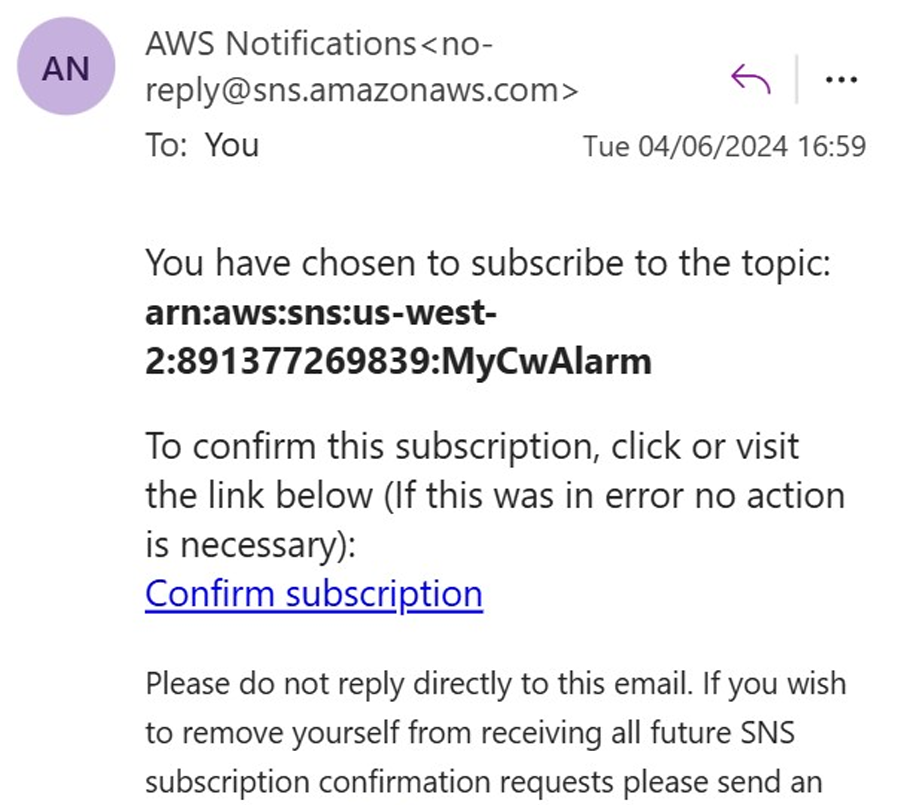 AN
AWS Notifications<no-
reply@sns.amazonaws.com>
To: You
Tue 04/06/2024 16:59
You have chosen to subscribe to the topic:
arn:aws:sns:us-west-
2:891377269839:MyCwAlarm
To confirm this subscription, click or visit
the link below (If this was in error no action
is necessary):
Confirm subscription
Please do not reply directly to this email. If you wish
to remove yourself from receiving all future SNS
subscription confirmation requests please send an